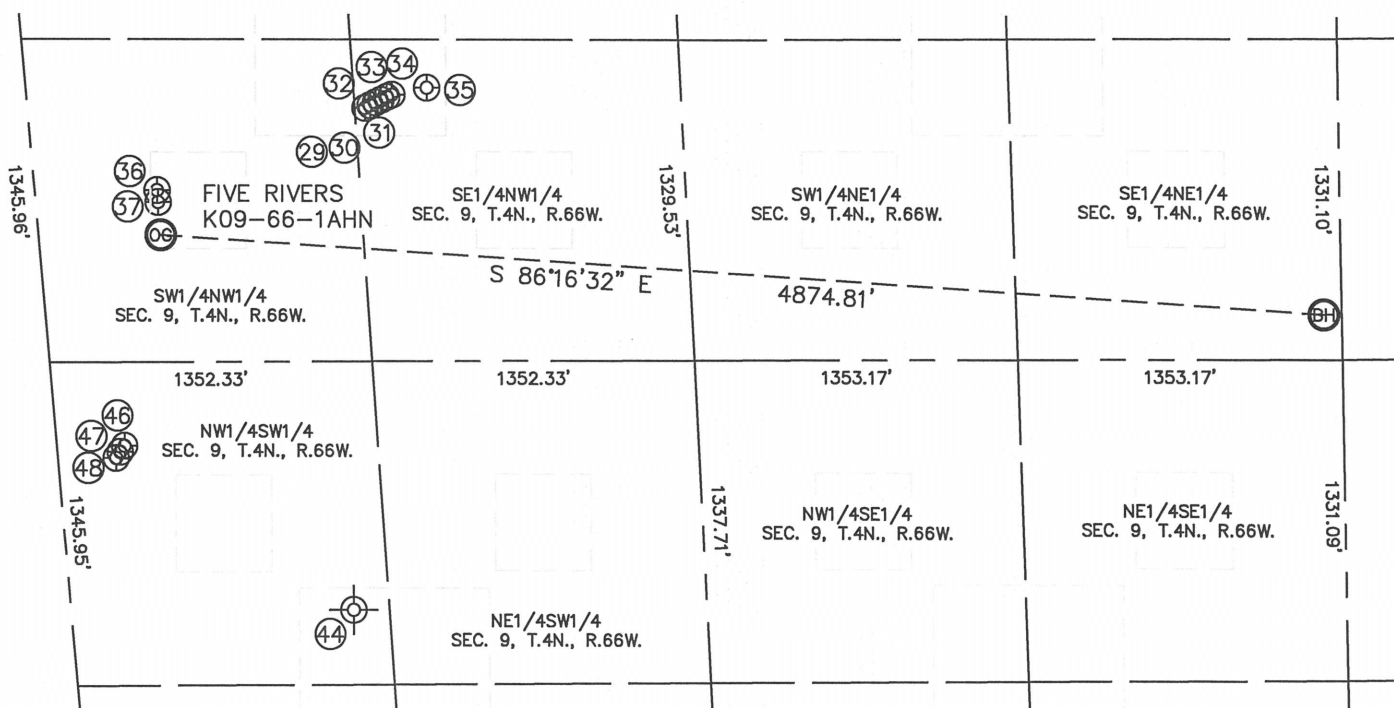 33
34
32
35
31
30
29
36
37
FIVE RIVERS
K09-66-1AHN
OG
1345.96'
SE1/4NW1/4
SEC. 9, T.4N., R.66W.
1329.53'
SW1/4NE1/4
SEC. 9, T.4N., R.66W.
SE1/4NE1/4
SEC. 9, T.4N., R.66W.
1331.10'
S 86°16'32" E
4874.81'
BH
SW1/4NW1/4
SEC. 9, T.4N., R.66W.
1352.33'
1352.33'
1353.17'
1353.17'
46
47
48
NW1/4SW1/4
SEC. 9, T.4N., R.66W.
1345.95'
1337.71'
NW1/4SE1/4
SEC. 9, T.4N., R.66W.
NE1/4SE1/4
SEC. 9, T.4N., R.66W.
1331.09'
44
NE1/4SW1/4
SEC. 9, T.4N., R.66W.